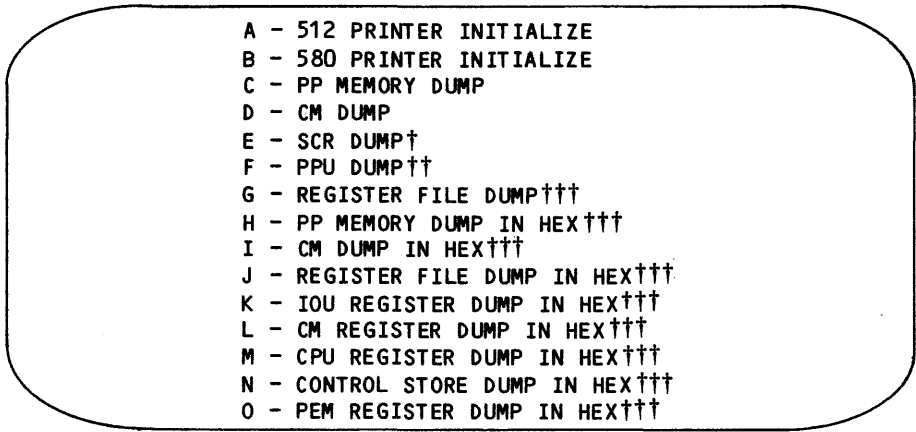 A - 512 PRINTER INITIALIZE
B - 580 PRINTER INITIALIZE
C - PP MEMORY DUMP
D - CM DUMP
E - SCR DUMP†
F - PPU DUMP††
G - REGISTER FILE DUMP†††
H - PP MEMORY DUMP IN HEX†††
I - CM DUMP IN HEX†††
J - REGISTER FILE DUMP IN HEX†††
K - IOU REGISTER DUMP IN HEX†††
L - CM REGISTER DUMP IN HEX†††
M - CPU REGISTER DUMP IN HEX†††
N - CONTROL STORE DUMP IN HEX†††
O - PEM REGISTER DUMP IN HEX†††